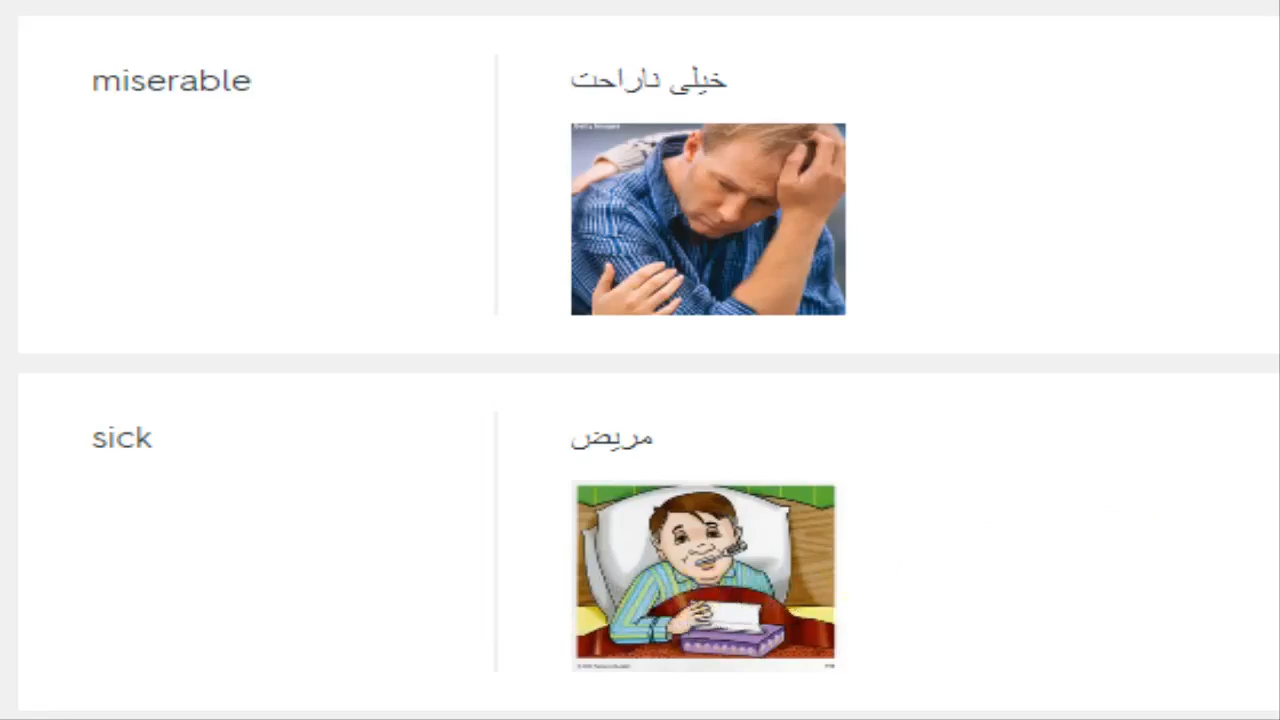 miserable
خیلی ناراحت
sick
مریض